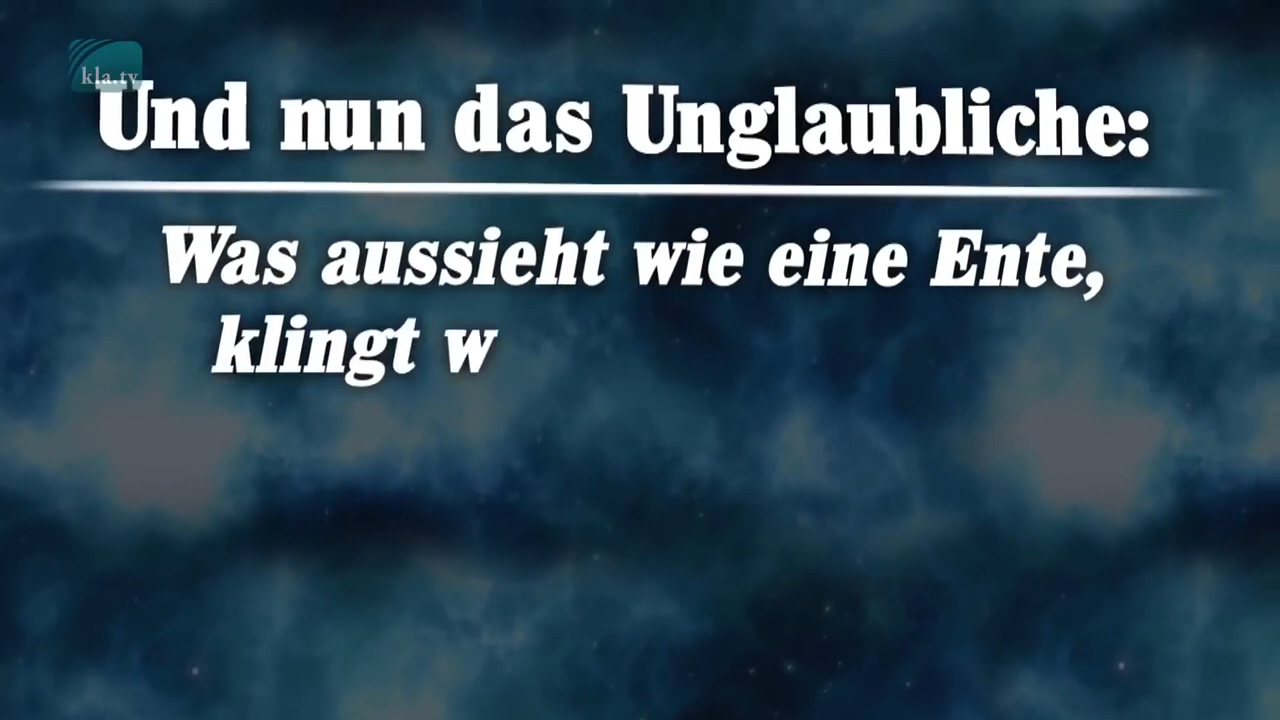 kla.tv
Und nun das Unglaubliche:
Was aussieht wie eine Ente,
klingt w